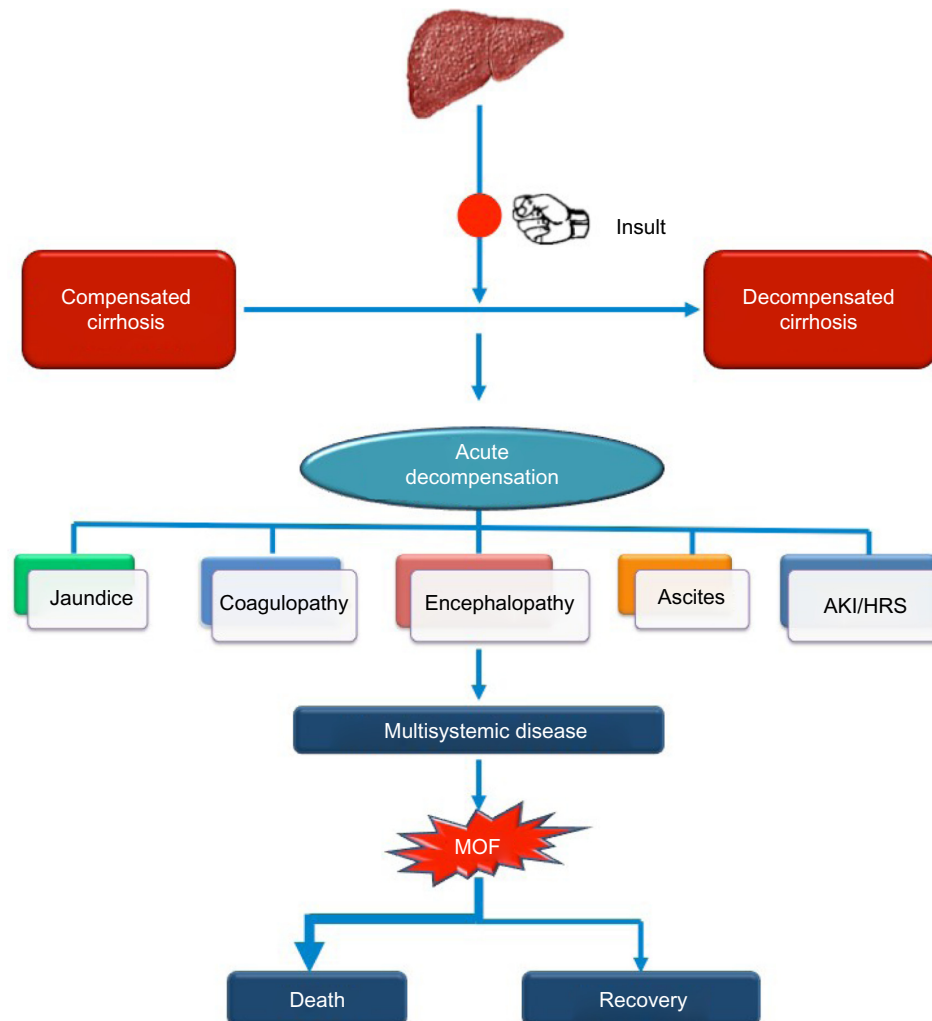 Insult
Compensated
cirrhosis
Decompensated
cirrhosis
Acute
decompensation
Jaundice
Coagulopathy
Encephalopathy
Ascites
AKI/HRS
Multisystemic disease
MOF
Death
Recovery